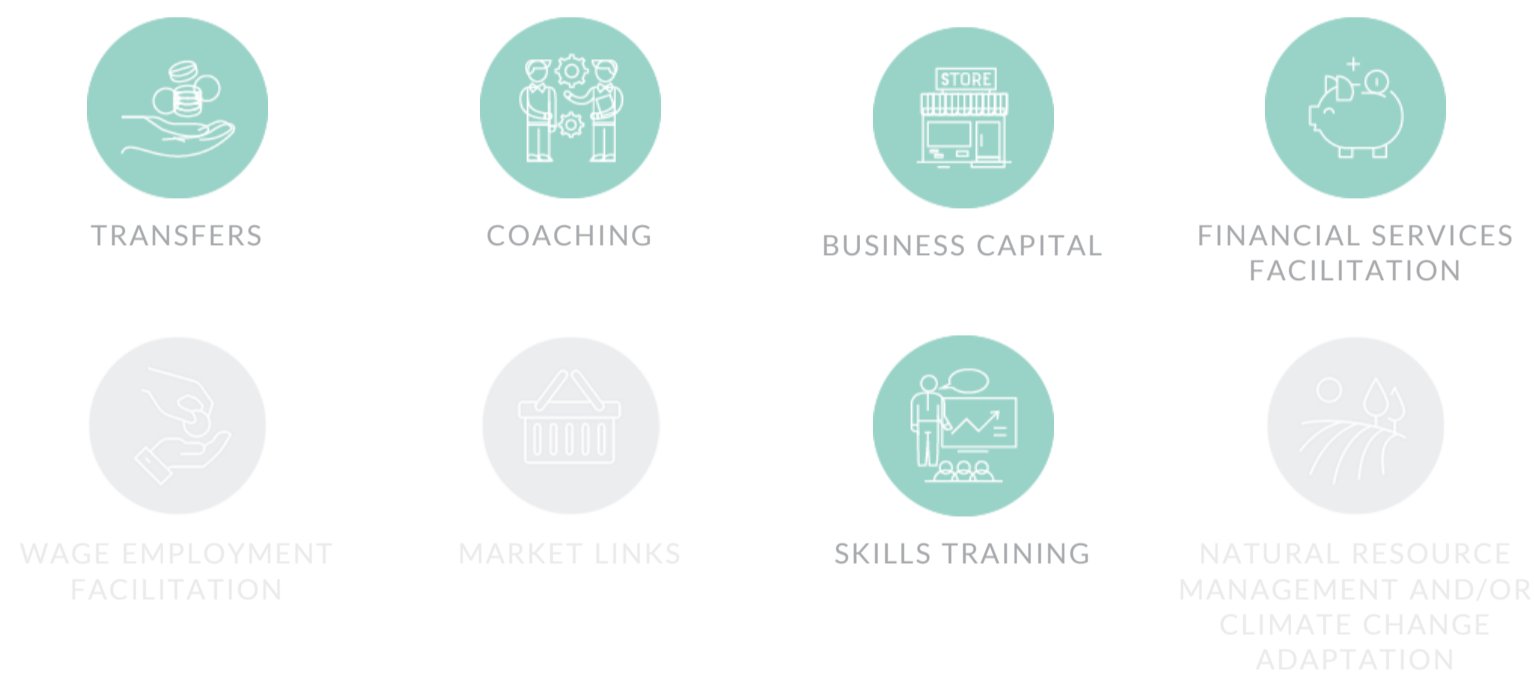 STORE
TRANSFERS
COACHING
BUSINESS CAPITAL
FINANCIAL SERVICES
FACILITATION
WAGE EMPLOYMENT
FACILITATION
MARKET LINKS
SKILLS TRAINING
NATURAL RESOURCE
MANAGEMENT AND/OR
CLIMATE CHANGE
ADAPTATION